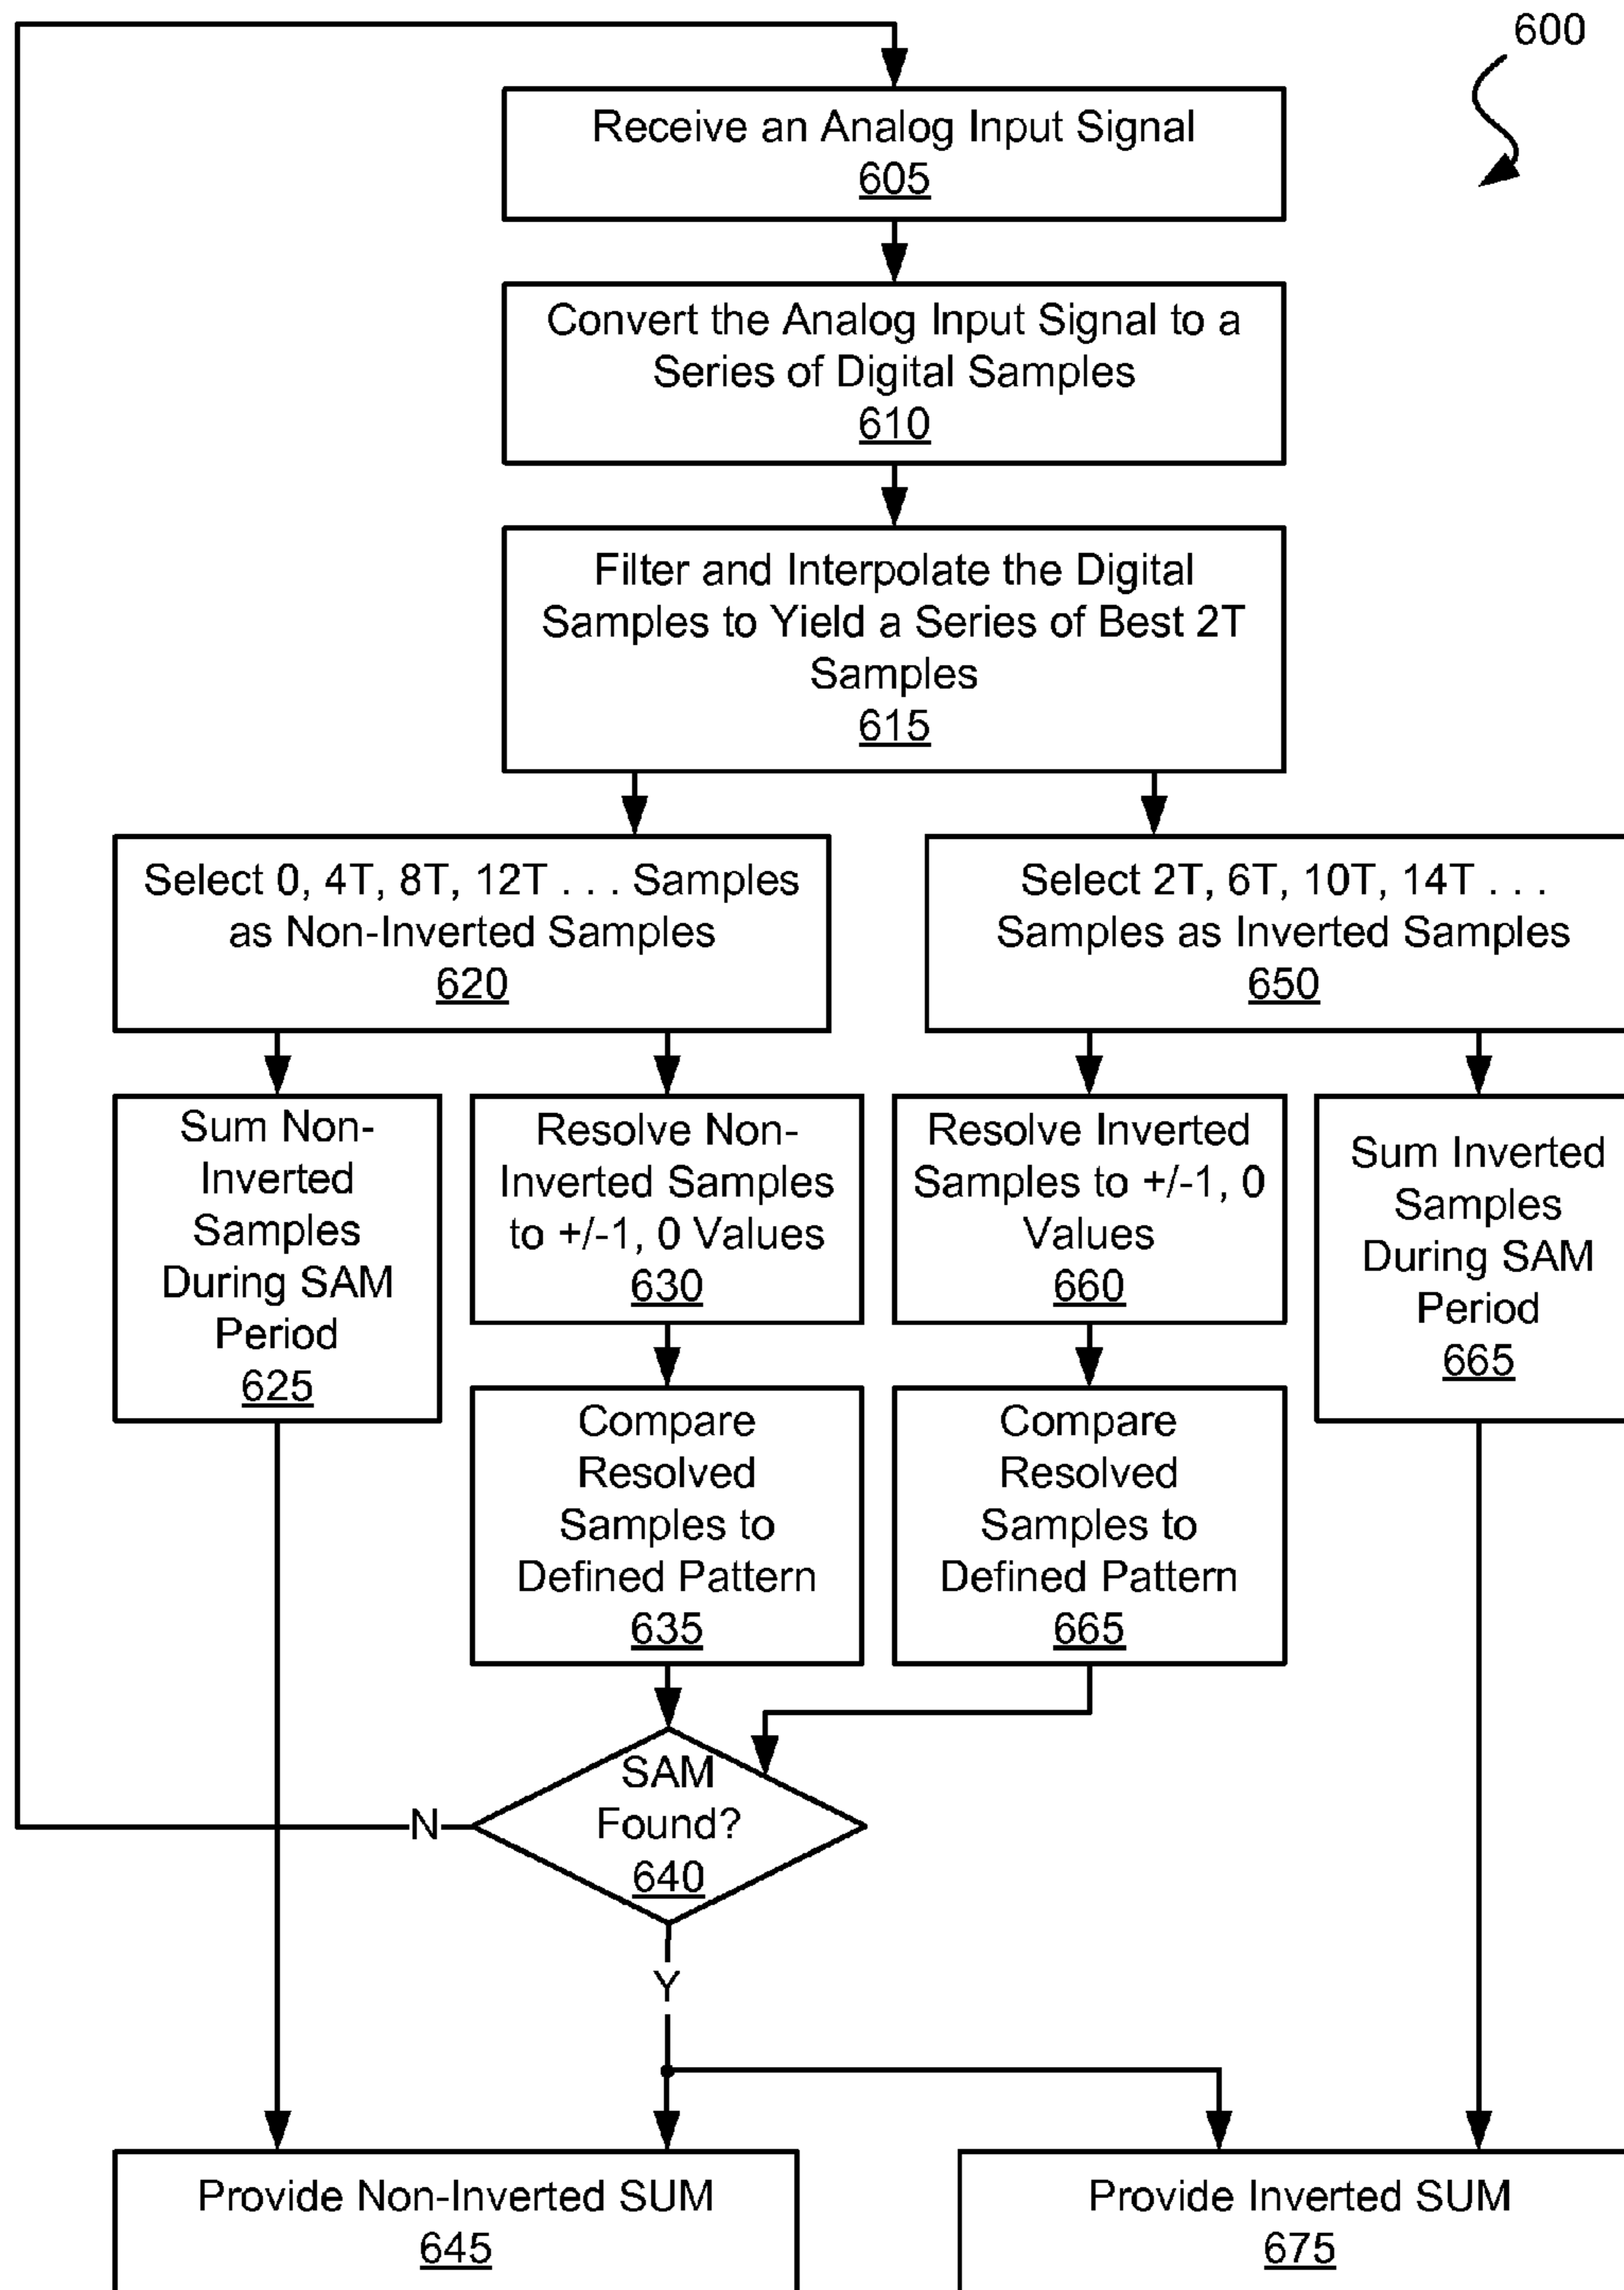 600
Receive an Analog Input Signal
605
Convert the Analog Input Signal to a
Series of Digital Samples
610
Filter and Interpolate the Digital
Samples to Yield a Series of Best 2T
Samples
615
Select 0, 4T, 8T, 12T . . . Samples
as Non-Inverted Samples
620
Select 2T, 6T, 10T, 14T . . .
Samples as Inverted Samples
650
Sum Non-
Inverted
Samples
During SAM
Period
625
Resolve Non-
Inverted Samples
to +/-1, 0 Values
630
Resolve Inverted
Samples to +/-1, 0
Values
660
Sum Inverted
Samples
During SAM
Period
665
Compare
Resolved
Samples to
Defined Pattern
635
Compare
Resolved
Samples to
Defined Pattern
665
SAM
Found?
640
N
Y
Provide Non-Inverted SUM
645
Provide Inverted SUM
675